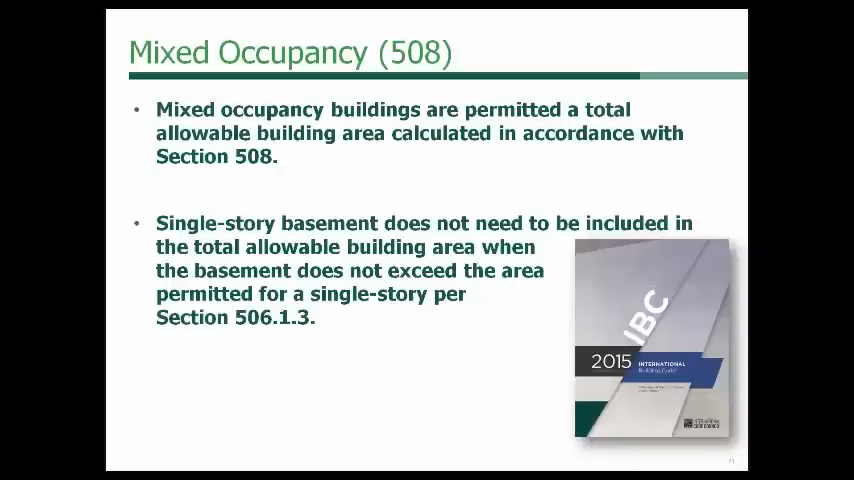 Mixed Occupancy (508)
• Mixed occupancy buildings are permitted a total
allowable building area calculated in accordance with
Section 508.
• Single-story basement does not need to be included in
the total allowable building area when
the basement does not exceed the area
permitted for a single-story per
Section 506.1.3.
IBC
2015 INTERNATIONAL
Building Code